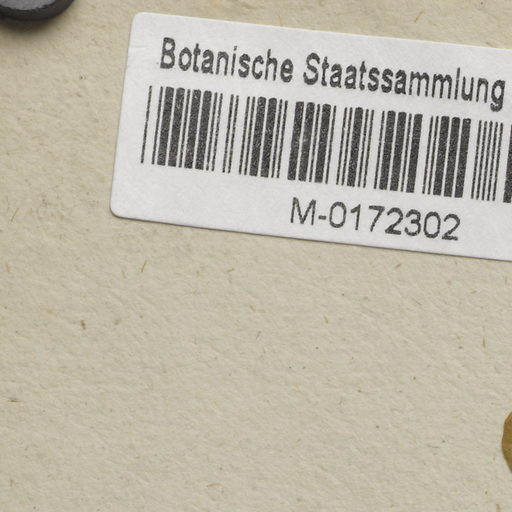 Botanische Staatssammlung
M-0172302